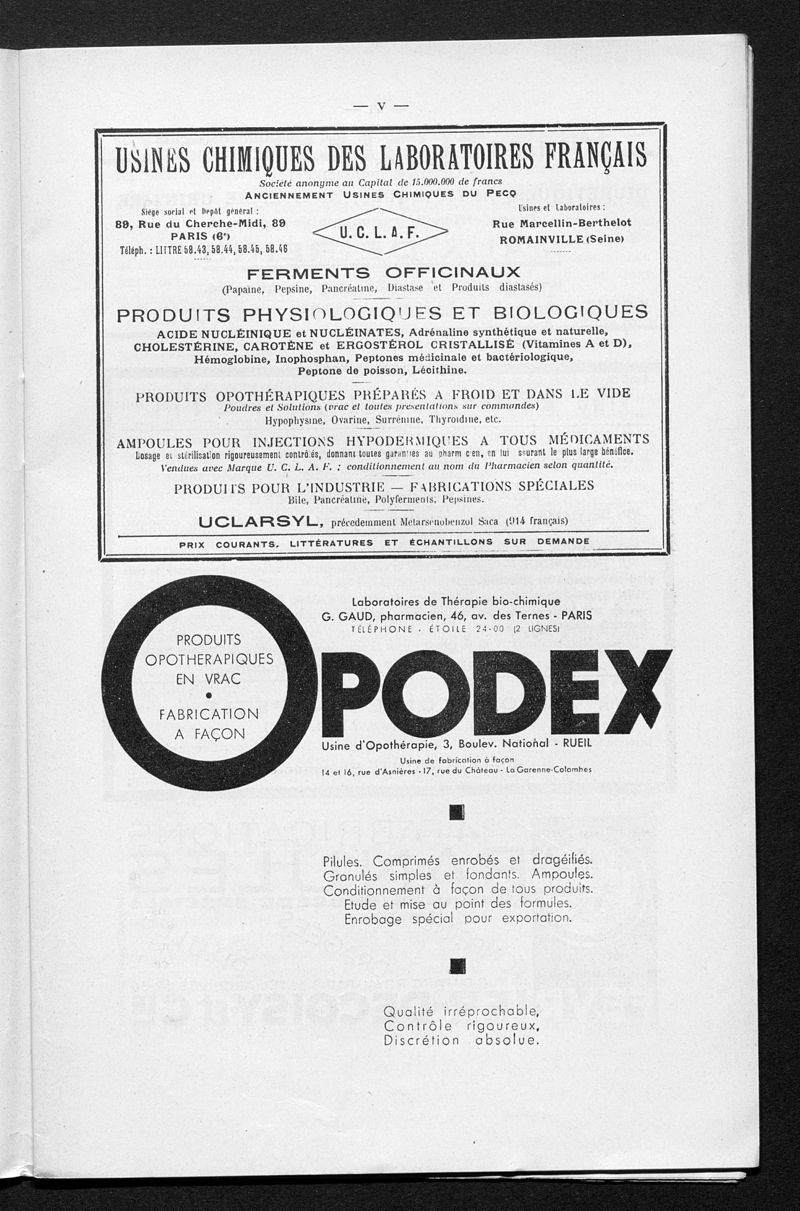 — V —
USINES CHIMIQUES DES LABORATOIRES FRANÇAIS
Société anonyme au Capital de 15.000.000 de francs
ANCIENNEMENT USINES CHIMIQUES DU PECQ
Siège social et Dépôt général :
89, Rue du Cherche-Midi, 89
PARIS (6e)
Téléph. : LITTRÉ 58.43, 58.44, 58.45, 58.46
U. C. L. A. F.
Usines et Laboratoires :
Rue Marcellin-Berthelot
ROMAINVILLE (Seine)
FERMENTS OFFICINAUX
(Papaïne, Pepsine, Pancréatine, Diastase et Produits diastasés)
PRODUITS PHYSIOLOGIQUES ET BIOLOGIQUES
ACIDE NUCLÉINIQUE et NUCLÉINATES, Adrénaline synthétique et naturelle,
CHOLESTÉRINE, CAROTÈNE et ERGOSTÉROL CRISTALLISÉ (Vitamines A et D),
Hémoglobine, Inophosphan, Peptones médicinale et bactériologique,
Peptone de poisson, Lécithine.
PRODUITS OPOTHÉRAPIQUES PRÉPARÉS A FROID ET DANS LE VIDE
Poudres et Solutions (vrac et toutes présentations sur commandes)
Hypophysine, Ovarine, Surrénine, Thyroïdine, etc.
AMPOULES POUR INJECTIONS HYPODERMIQUES A TOUS MÉDICAMENTS
Dosage et stérilisation rigoureusement contrôlés, donnant toutes garanties au pharmacien, en lui assurant le plus large bénéfice.
Vendues avec Marque U. C. L. A. F. ; conditionnement au nom du Pharmacien selon quantité.
PRODUITS POUR L'INDUSTRIE — FABRICATIONS SPÉCIALES
Bile, Pancréatine, Polyferments, Pepsines.
UCLARSYL, précédemment Métarsénobenzol Saca (914 français)
PRIX COURANTS, LITTÉRATURES ET ÉCHANTILLONS SUR DEMANDE
Laboratoires de Thérapie bio-chimique
G. GAUD, pharmacien, 46, av. des Ternes - PARIS
TÉLÉPHONE - ÉTOILE 24-00 (2 LIGNES)
PRODUITS
OPOTHERAPIQUES
EN VRAC
•
FABRICATION
A FAÇON
OPODEX
Usine d'Opothérapie, 3, Boulev. National - RUEIL
Usine de fabrication à façon
14 et 16, rue d'Asnières - 17, rue du Château - La Garenne-Colombes
Pilules. Comprimés enrobés et dragéifiés.
Granulés simples et fondants. Ampoules.
Conditionnement à façon de tous produits.
Etude et mise au point des formules.
Enrobage spécial pour exportation.
Qualité irréprochable,
Contrôle rigoureux,
Discrétion absolue.